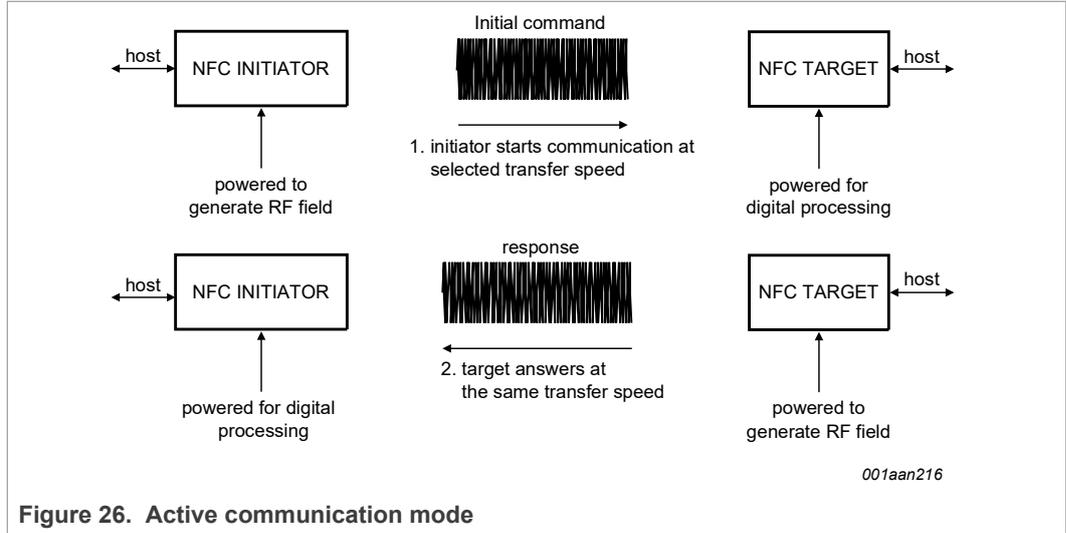 Initial command
host
NFC INITIATOR
NFC TARGET
host
1. initiator starts communication at
selected transfer speed
powered to
generate RF field
powered for
digital processing
response
host
NFC INITIATOR
NFC TARGET
host
2. target answers at
the same transfer speed
powered for digital
processing
powered to
generate RF field
001aan216
Figure 26. Active communication mode